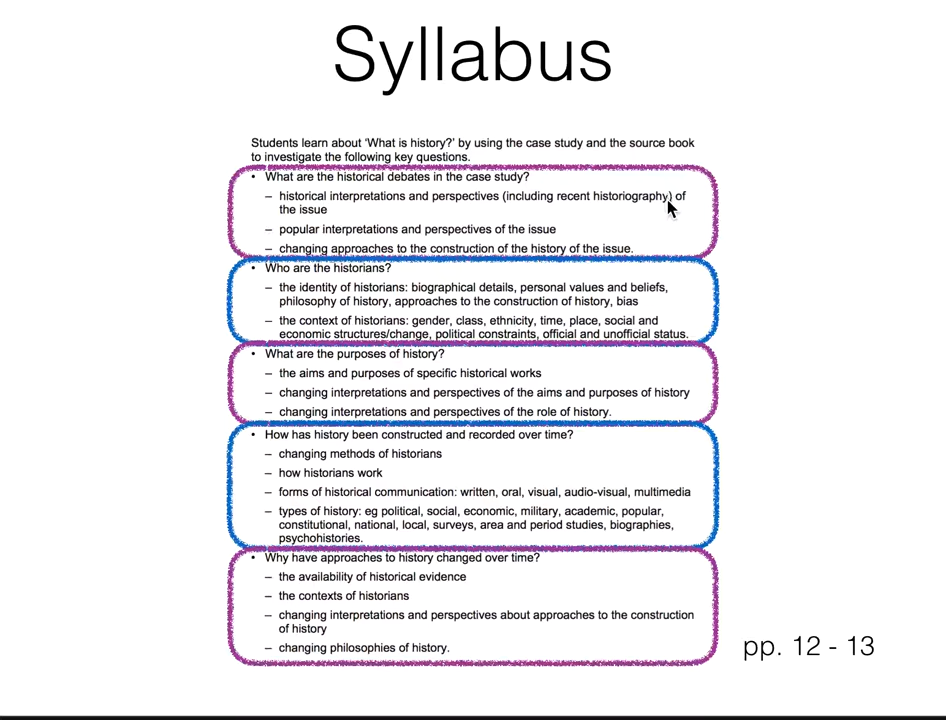 Syllabus
Students learn about ‘What is history?’ by using the case study and the source book
to investigate the following key questions.
• What are the historical debates in the case study?
– historical interpretations and perspectives (including recent historiography) of
the issue
– popular interpretations and perspectives of the issue
– changing approaches to the construction of the history of the issue.
• Who are the historians?
– the identity of historians: biographical details, personal values and beliefs,
philosophy of history, approaches to the construction of history, bias
– the context of historians: gender, class, ethnicity, time, place, social and
economic structures/change, political constraints, official and unofficial status.
• What are the purposes of history?
– the aims and purposes of specific historical works
– changing interpretations and perspectives of the aims and purposes of history
– changing interpretations and perspectives of the role of history.
• How has history been constructed and recorded over time?
– changing methods of historians
– how historians work
– forms of historical communication: written, oral, visual, audio-visual, multimedia
– types of history: eg political, social, economic, military, academic, popular,
constitutional, national, local, surveys, area and period studies, biographies,
psychohistories.
• Why have approaches to history changed over time?
– the availability of historical evidence
– the contexts of historians
– changing interpretations and perspectives about approaches to the construction
of history
– changing philosophies of history.
pp. 12 - 13